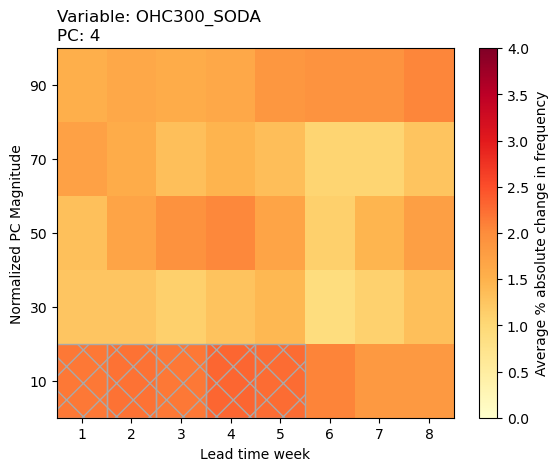 Variable: OHC300_SODA
PC: 4
Normalized PC Magnitude
90
70
50
30
10
1 2 3 4 5 6 7 8
Lead time week
4.0
3.5
3.0
2.5
2.0
1.5
1.0
0.5
0.0
Average % absolute change in frequency